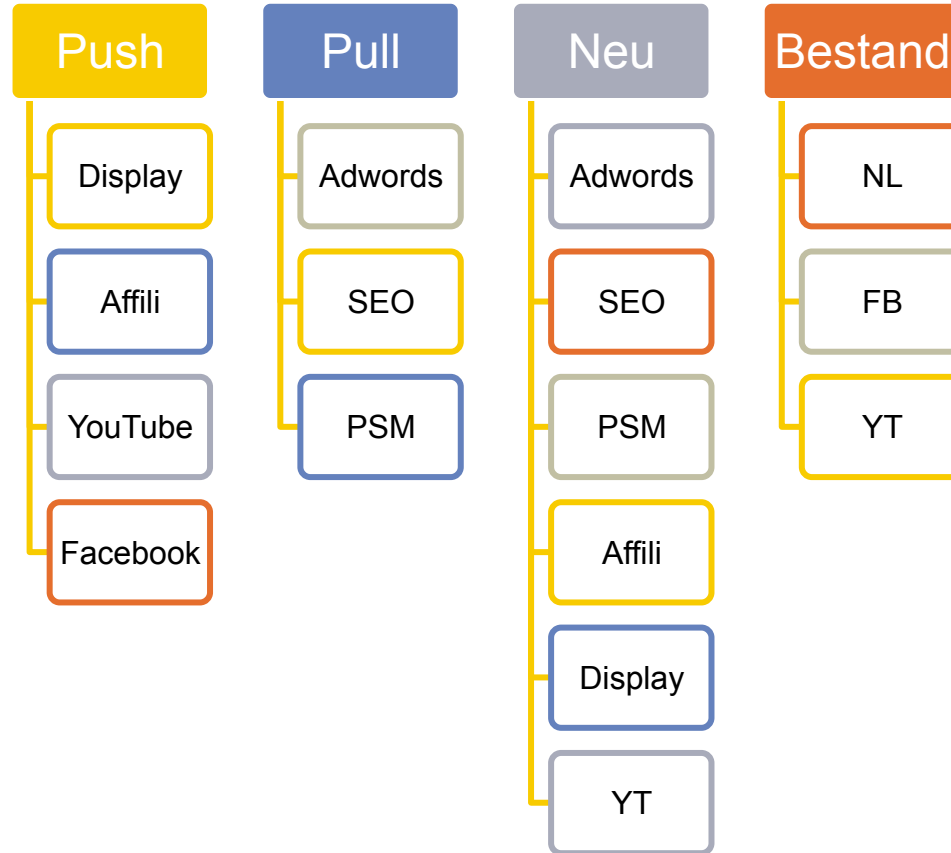 Push
Display
Affili
YouTube
Facebook
Pull
Adwords
SEO
PSM
Neu
Adwords
SEO
PSM
Affili
Display
YT
Bestand
NL
FB
YT